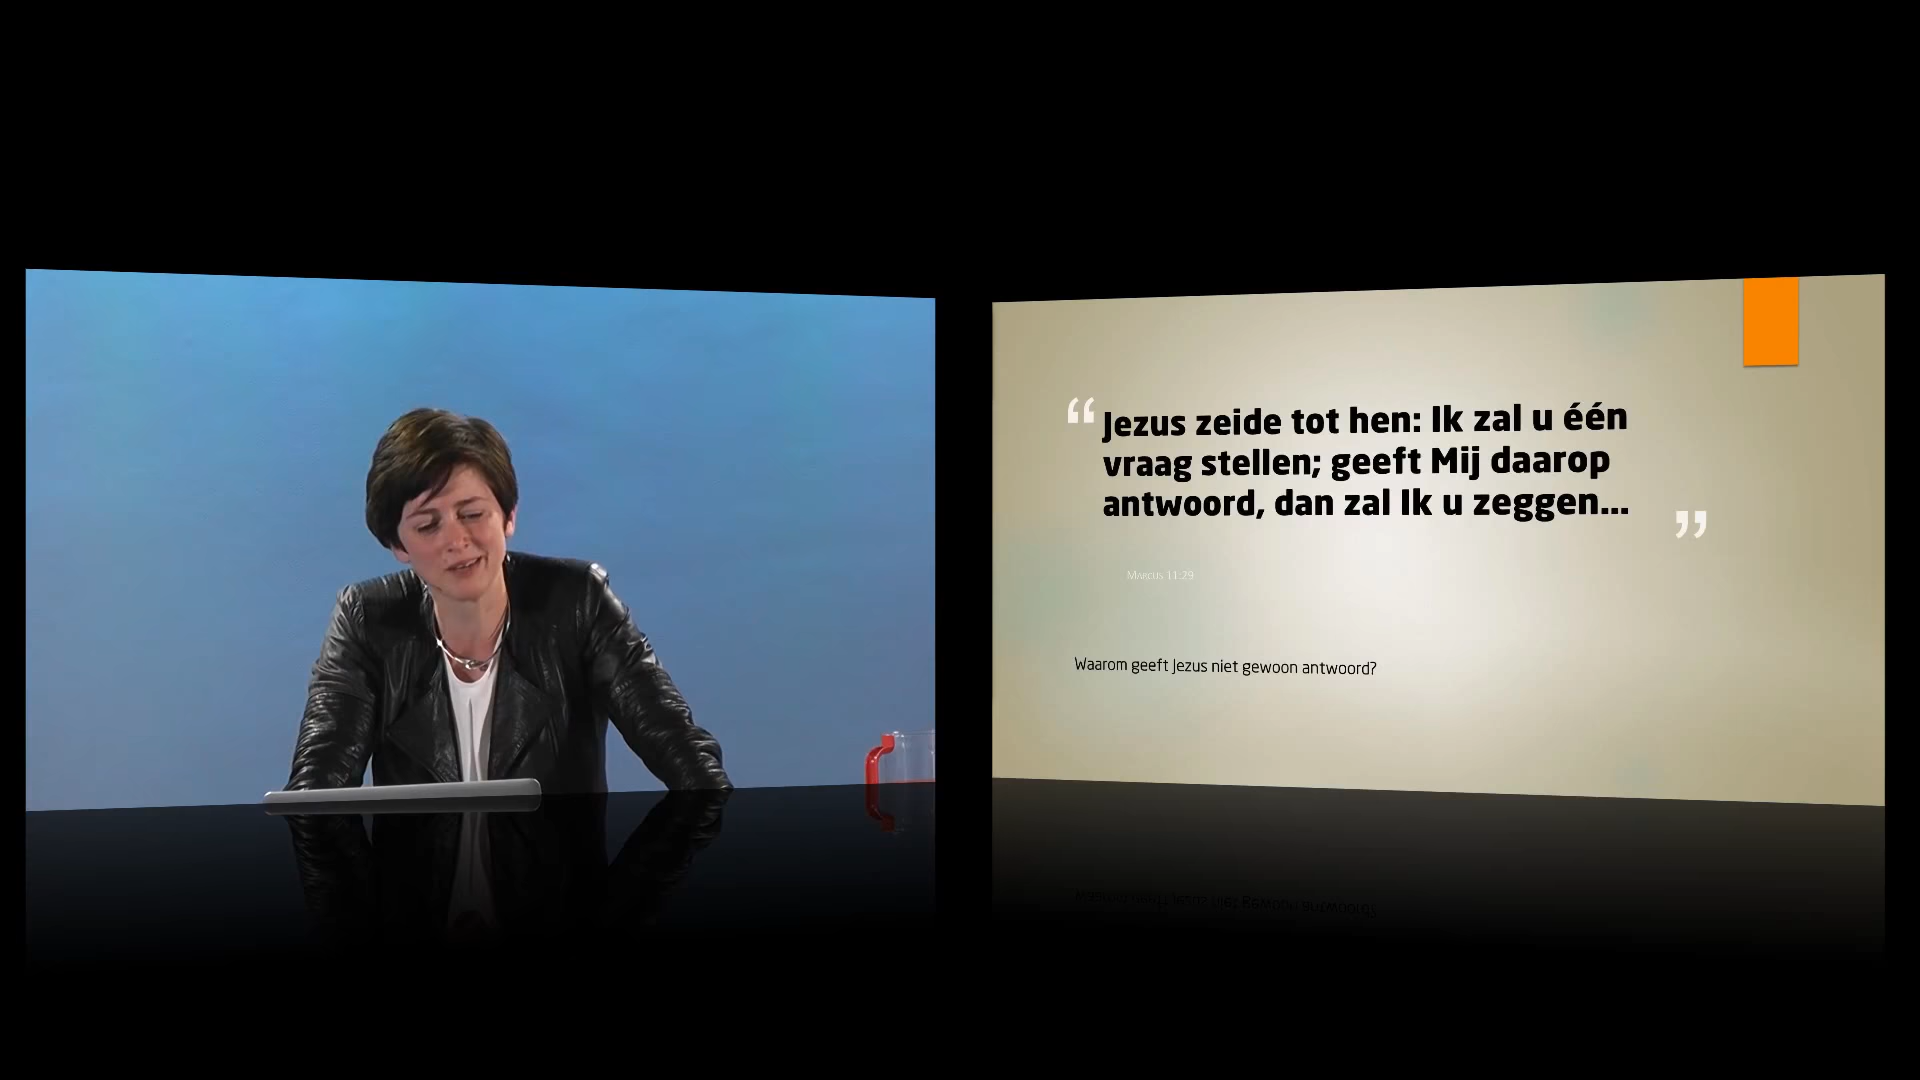 “Jezus zeide tot hen: Ik zal u één
vraag stellen; geeft Mij daarop
antwoord, dan zal Ik u zeggen...”
Marcus 11:29
Waarom geeft Jezus niet gewoon antwoord?